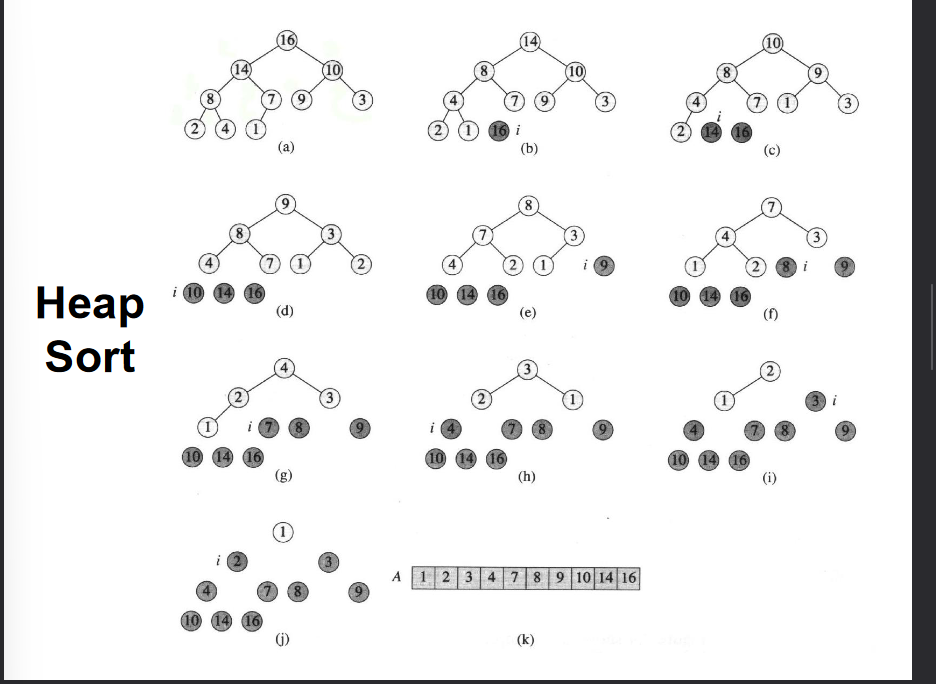 Heap
Sort
16
14 10
8 7 9 3
2 4 1
(a)
14
8 10
4 7 9 3
2 1 16 i
(b)
10
8 9
4 7 1 3
i
2 14 16
(c)
9
8 3
4 7 1 2
i 10 14 16
(d)
8
7 3
4 2 1 i 9
10 14 16
(e)
7
4 3
1 2 8 i 9
10 14 16
(f)
4
2 3
1 i 7 8 9
10 14 16
(g)
3
2 1
i 4 7 8 9
10 14 16
(h)
2
1 3 i
4 7 8 9
10 14 16
(i)
1
i 2 3
4 7 8 9
10 14 16
(j)
A 1 2 3 4 7 8 9 10 14 16
(k)